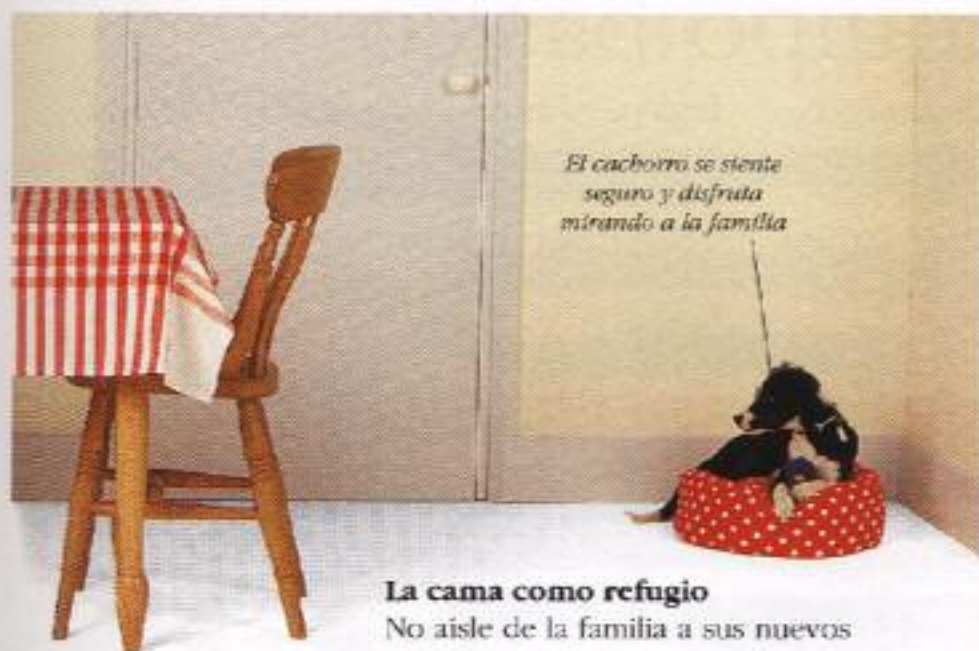 El cachorro se siente
seguro y disfruta
mirando a la familia
La cama como refugio
No aísle de la familia a sus nuevos